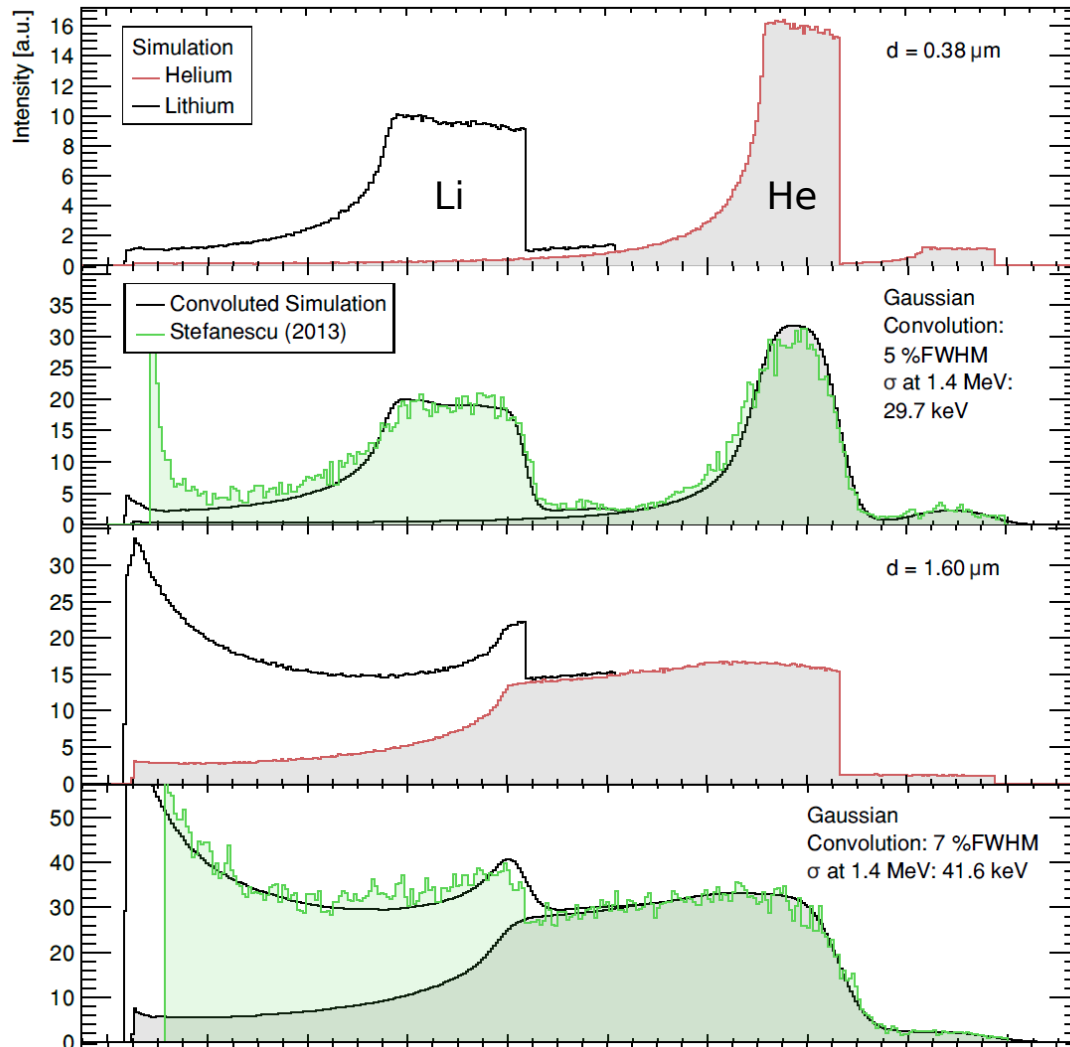 Intensity [a.u.]
16
14
12
10
8
6
4
2
0
Simulation
Helium
Lithium
d = 0.38 µm
Li
He
35
30
25
20
15
10
5
0
Convoluted Simulation
Stefanescu (2013)
Gaussian
Convolution:
5 %FWHM
σ at 1.4 MeV:
29.7 keV
30
25
20
15
10
5
0
d = 1.60 µm
50
40
30
20
10
0
Gaussian
Convolution: 7 %FWHM
σ at 1.4 MeV: 41.6 keV